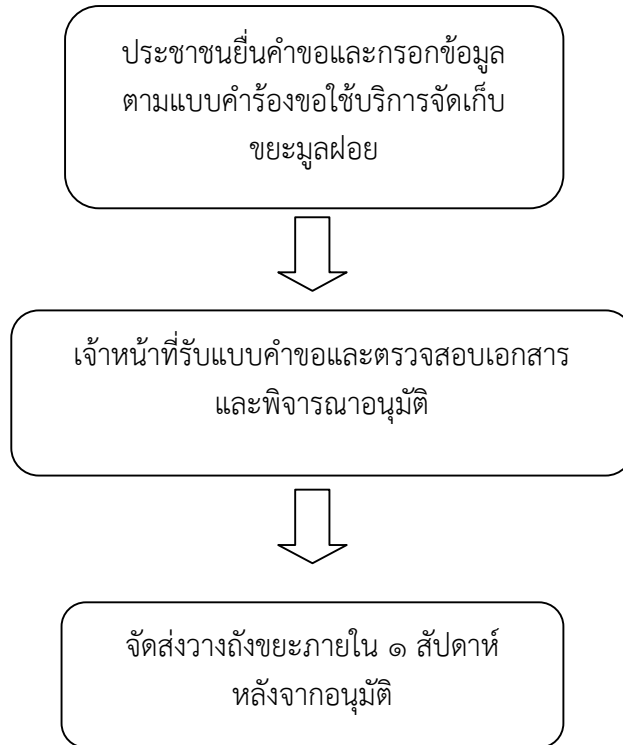 ประชาชนยื่นคำขอและกรอกข้อมูล
ตามแบบคำร้องขอใช้บริการจัดเก็บ
ขยะมูลฝอย
เจ้าหน้าที่รับแบบคำขอและตรวจสอบเอกสาร
และพิจารณาอนุมัติ
จัดส่งวางถังขยะภายใน ๑ สัปดาห์
หลังจากอนุมัติ